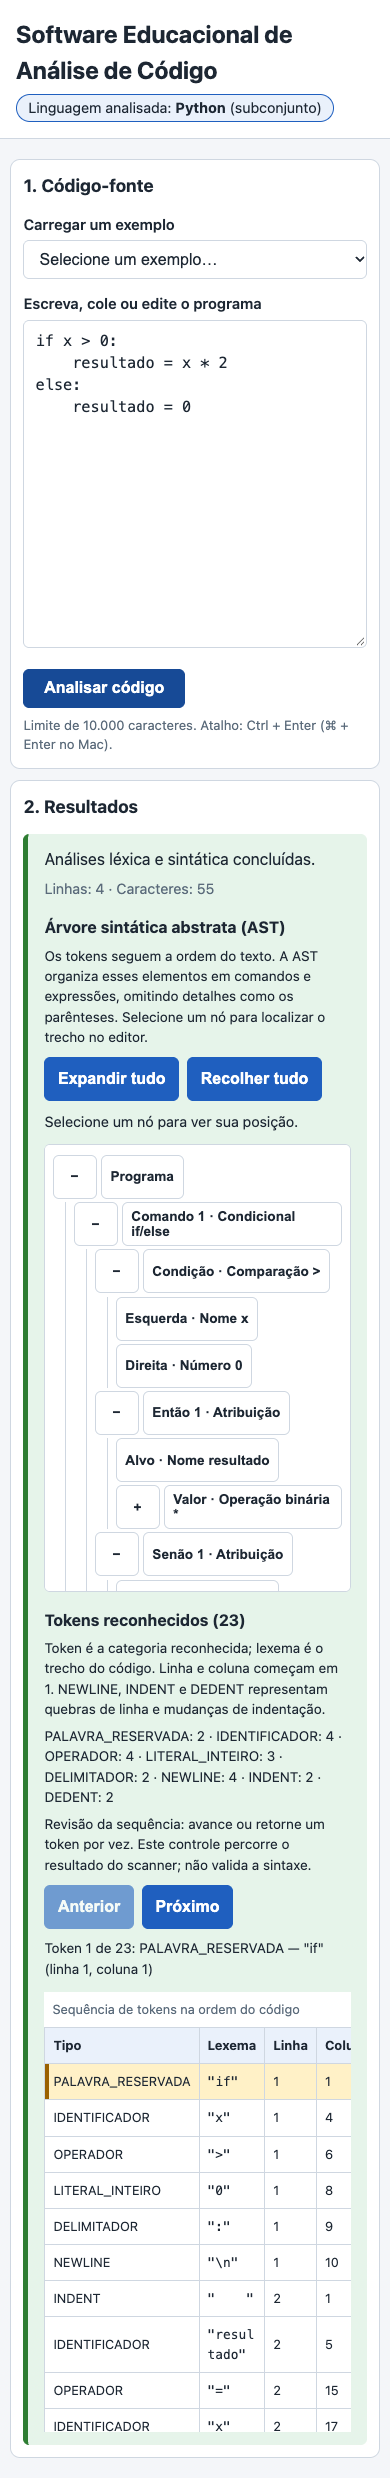 Software Educacional de
Análise de Código
Linguagem analisada: Python (subconjunto)
1. Código-fonte
Carregar um exemplo
Selecione um exemplo...
Escreva, cole ou edite o programa
if x > 0:
    resultado = x * 2
else:
    resultado = 0
Analisar código
Limite de 10.000 caracteres. Atalho: Ctrl + Enter (⌘ +
Enter no Mac).
2. Resultados
Análises léxica e sintática concluídas.
Linhas: 4 · Caracteres: 55
Árvore sintática abstrata (AST)
Os tokens seguem a ordem do texto. A AST
organiza esses elementos em comandos e
expressões, omitindo detalhes como os
parênteses. Selecione um nó para localizar o
trecho no editor.
Expandir tudo Recolher tudo
Selecione um nó para ver sua posição.
− Programa
− Comando 1 · Condicional
if/else
− Condição · Comparação >
Esquerda · Nome x
Direita · Número 0
− Então 1 · Atribuição
Alvo · Nome resultado
+ Valor · Operação binária
*
− Senão 1 · Atribuição
Tokens reconhecidos (23)
Token é a categoria reconhecida; lexema é o
trecho do código. Linha e coluna começam em
1. NEWLINE, INDENT e DEDENT representam
quebras de linha e mudanças de indentação.
PALAVRA_RESERVADA: 2 · IDENTIFICADOR: 4 ·
OPERADOR: 4 · LITERAL_INTEIRO: 3 ·
DELIMITADOR: 2 · NEWLINE: 4 · INDENT: 2 ·
DEDENT: 2
Revisão da sequência: avance ou retorne um
token por vez. Este controle percorre o
resultado do scanner; não valida a sintaxe.
Anterior Próximo
Token 1 de 23: PALAVRA_RESERVADA — "if"
(linha 1, coluna 1)
Sequência de tokens na ordem do código
Tipo Lexema Linha Colu
PALAVRA_RESERVADA "if" 1 1
IDENTIFICADOR "x" 1 4
OPERADOR ">" 1 6
LITERAL_INTEIRO "0" 1 8
DELIMITADOR ":" 1 9
NEWLINE "\n" 1 10
INDENT "    " 2 1
IDENTIFICADOR "resul
tado" 2 5
OPERADOR "=" 2 15
IDENTIFICADOR "x" 2 17